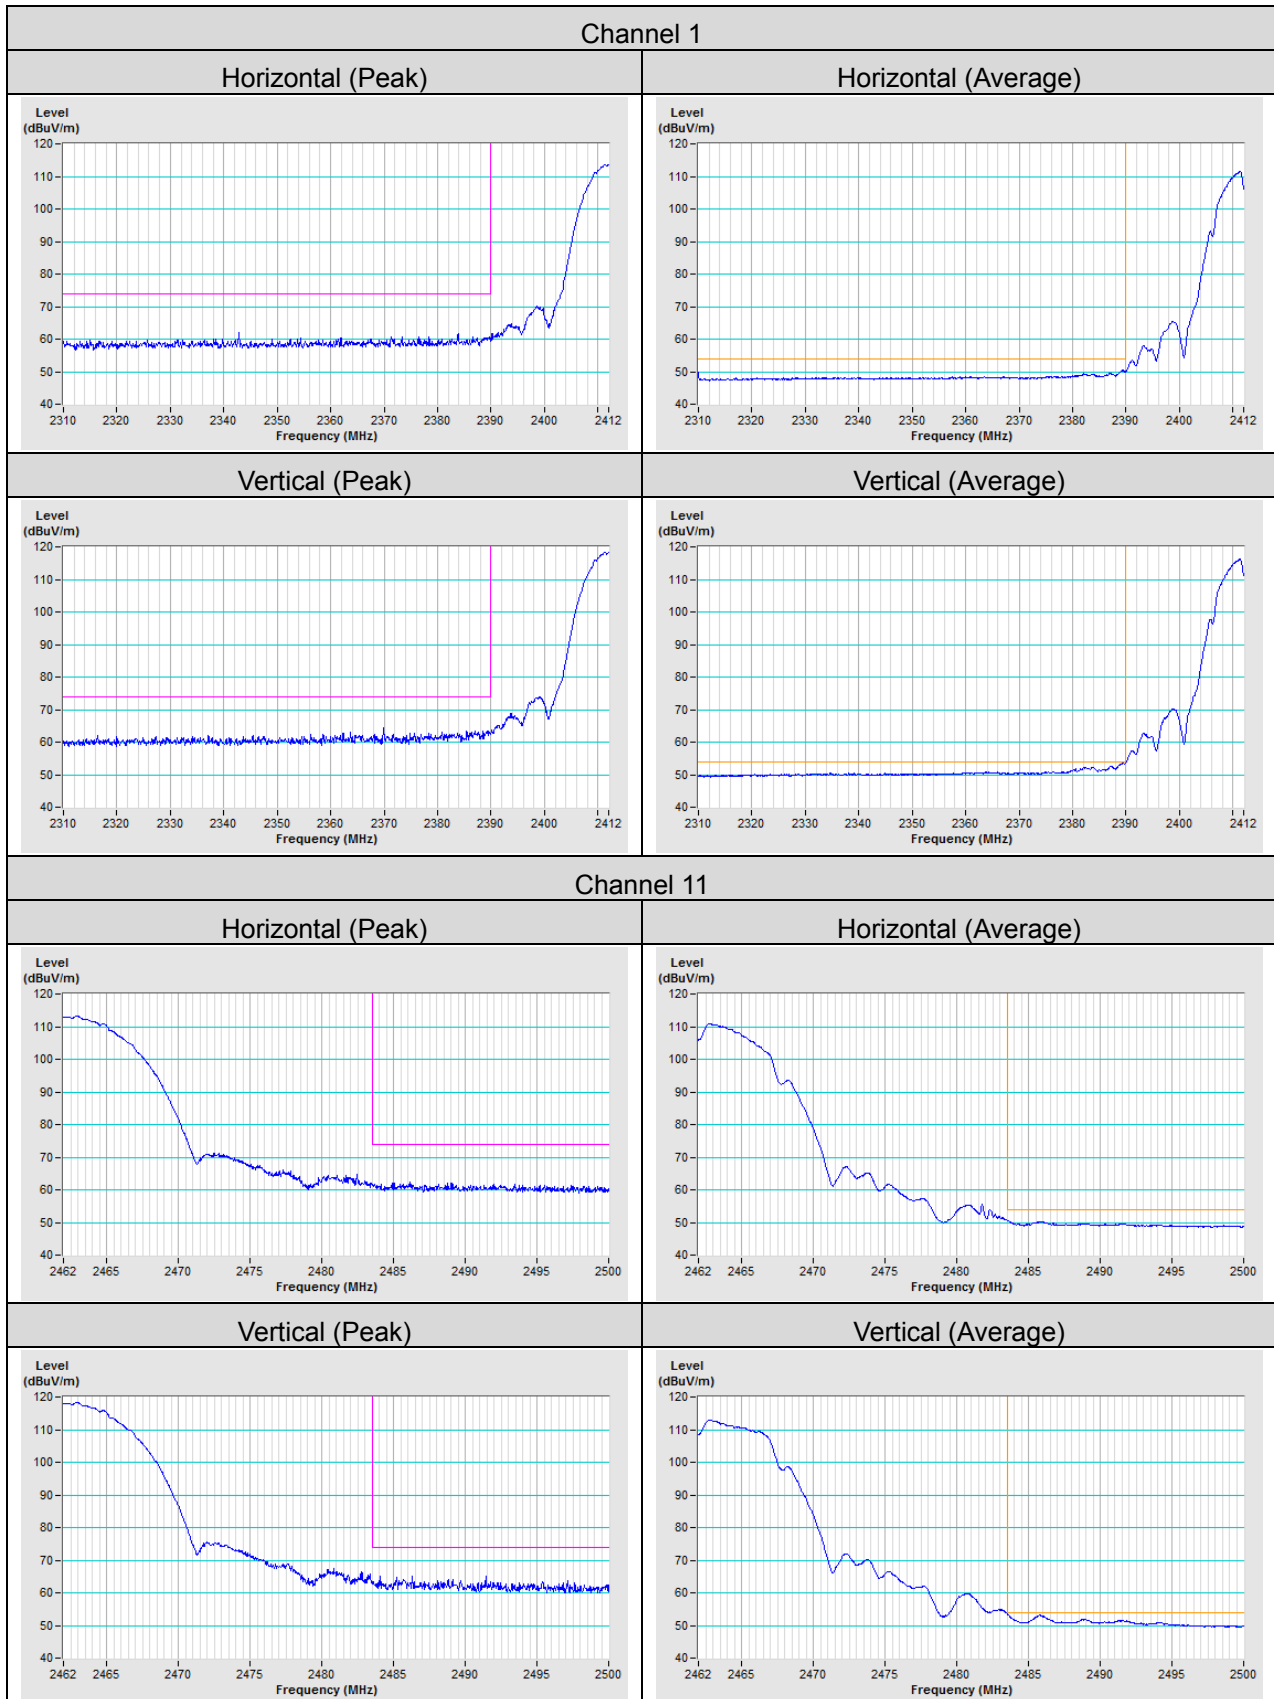 Channel 1
Horizontal (Peak) Horizontal (Average)
Level
(dBuV/m)
120
110
100
90
80
70
60
50
40
2310 2320 2330 2340 2350 2360 2370 2380 2390 2400 2412
Frequency (MHz)
Level
(dBuV/m)
120
110
100
90
80
70
60
50
40
2310 2320 2330 2340 2350 2360 2370 2380 2390 2400 2412
Frequency (MHz)
Vertical (Peak) Vertical (Average)
Level
(dBuV/m)
120
110
100
90
80
70
60
50
40
2310 2320 2330 2340 2350 2360 2370 2380 2390 2400 2412
Frequency (MHz)
Level
(dBuV/m)
120
110
100
90
80
70
60
50
40
2310 2320 2330 2340 2350 2360 2370 2380 2390 2400 2412
Frequency (MHz)
Channel 11
Horizontal (Peak) Horizontal (Average)
Level
(dBuV/m)
120
110
100
90
80
70
60
50
40
2462 2465 2470 2475 2480 2485 2490 2495 2500
Frequency (MHz)
Level
(dBuV/m)
120
110
100
90
80
70
60
50
40
2462 2465 2470 2475 2480 2485 2490 2495 2500
Frequency (MHz)
Vertical (Peak) Vertical (Average)
Level
(dBuV/m)
120
110
100
90
80
70
60
50
40
2462 2465 2470 2475 2480 2485 2490 2495 2500
Frequency (MHz)
Level
(dBuV/m)
120
110
100
90
80
70
60
50
40
2462 2465 2470 2475 2480 2485 2490 2495 2500
Frequency (MHz)